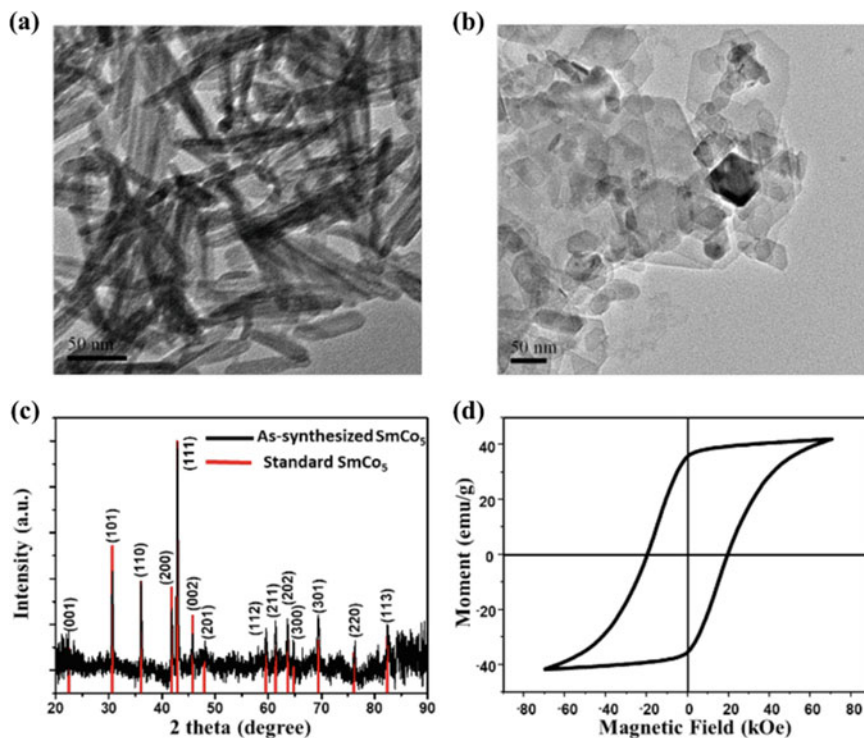 (a)
50 nm
(b)
50 nm
(c)
As-synthesized SmCo5
Standard SmCo5
(001)
(101)
(110)
(200)
(111)
(002)
(201)
(112)
(211)
(202)
(300)
(301)
(220)
(113)
Intensity (a.u.)
20 30 40 50 60 70 80 90
2 theta (degree)
(d)
40
20
0
-20
-40
Moment (emu/g)
-80 -60 -40 -20 0 20 40 60 80
Magnetic Field (kOe)